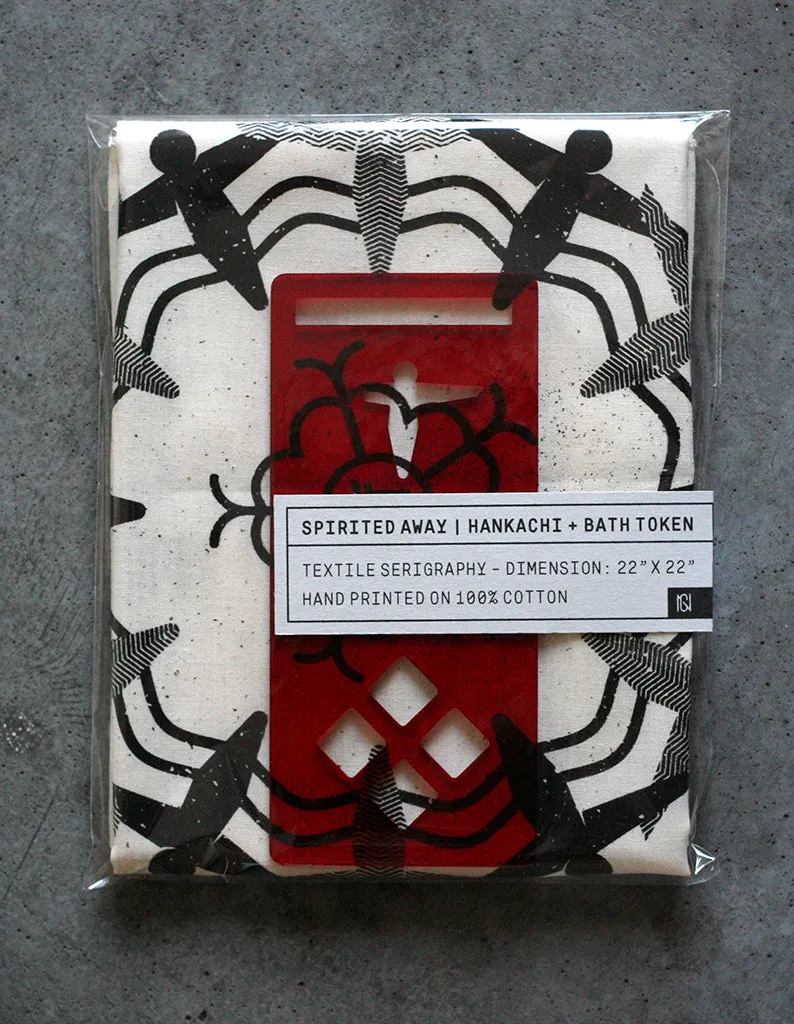 SPIRITED AWAY | HANKACHI + BATH TOKEN
TEXTILE SERIGRAPHY – DIMENSION: 22" X 22"
HAND PRINTED ON 100% COTTON